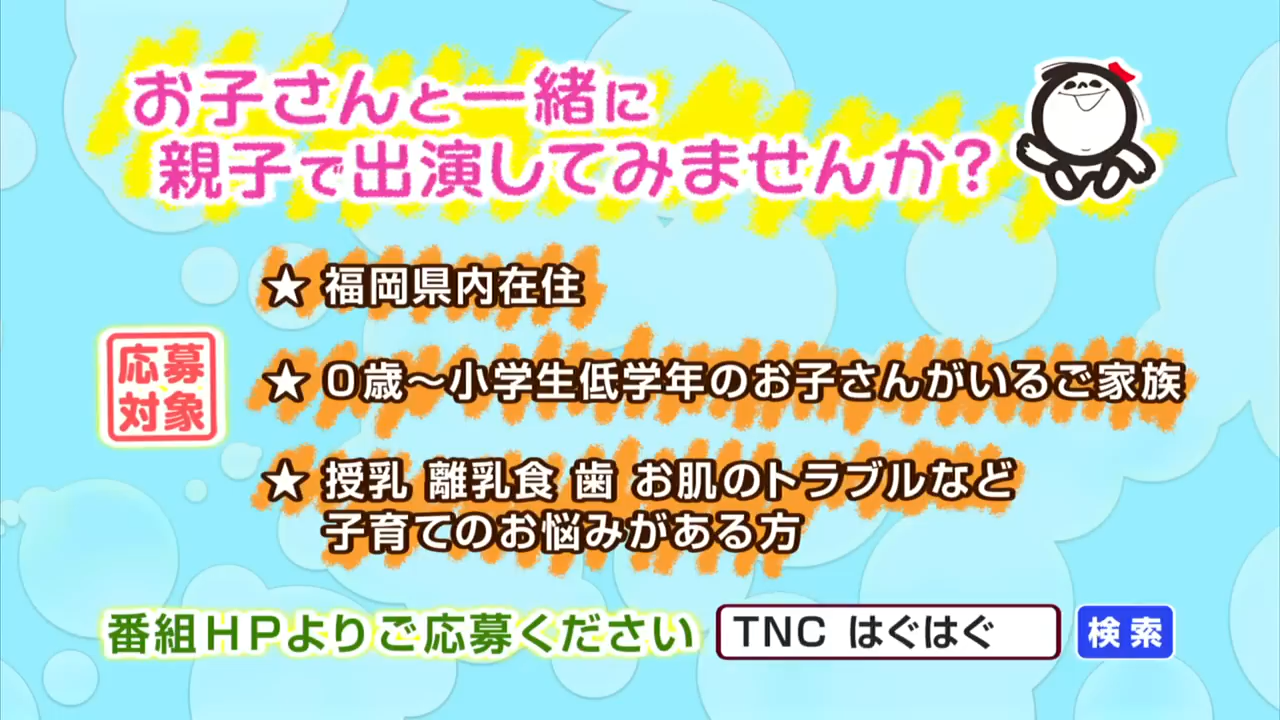 お子さんと一緒に
親子で出演してみませんか?
応募
対象
★ 福岡県内在住
★ 0歳～小学生低学年のお子さんがいるご家族
★ 授乳 離乳食 歯 お肌のトラブルなど
子育てのお悩みがある方
番組HPよりご応募ください TNC はぐはぐ 検索